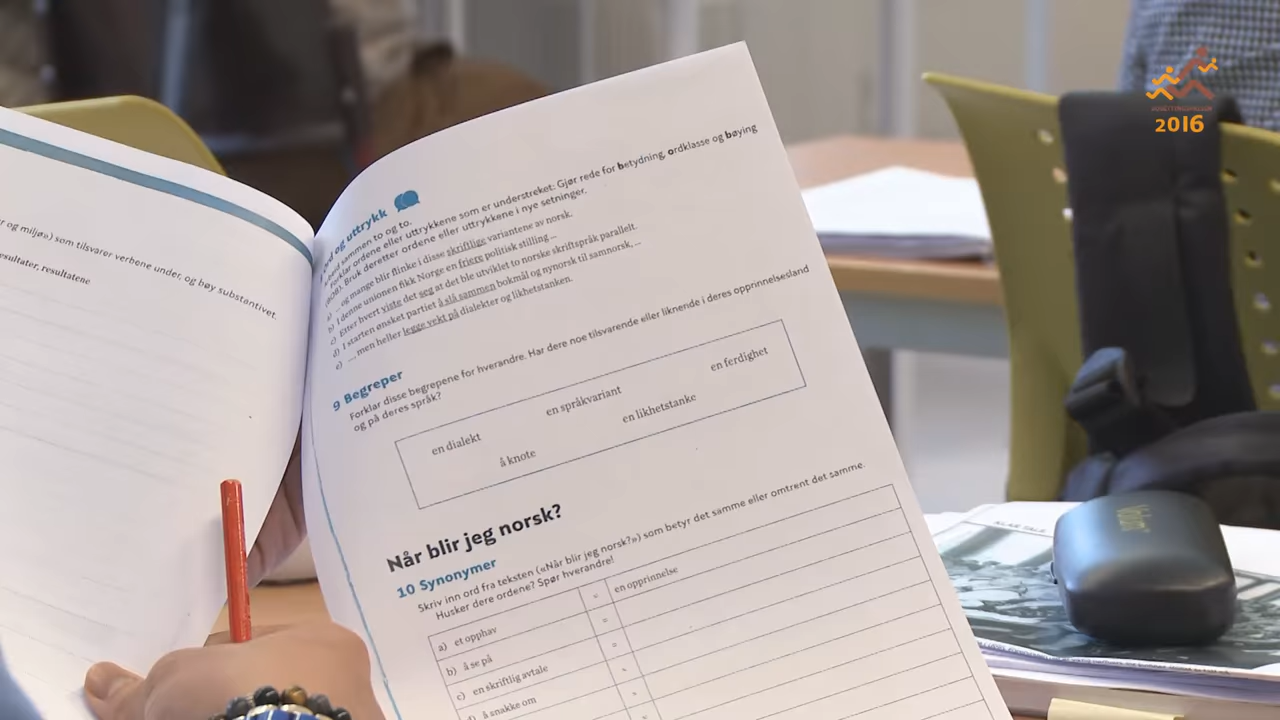 r og miljø») som tilsvarer verbene under, og bøy substantivet.
esultater, resultatene
ord og uttrykk
Arbeid sammen to og to.
Forklar ordene eller uttrykkene som er understreket: Gjør rede for betydning, ordklasse og bøying
(BOB). Bruk deretter ordene eller uttrykkene i nye setninger.
a) … og mange blir flinke i disse skriftlige variantene av norsk.
b) I denne unionen fikk Norge en friere politisk stilling …
c) Etter hvert viste det seg at det ble utviklet to norske skriftspråk parallelt.
d) I starten ønsket partiet å slå sammen bokmål og nynorsk til samnorsk, …
e) … men heller legge vekt på dialekter og likhetstanken.
9 Begreper
Forklar disse begrepene for hverandre. Har dere noe tilsvarende eller liknende i deres opprinnelsesland
og på deres språk?
en dialekt
en språkvariant
en ferdighet
å knote
en likhetstanke
Når blir jeg norsk?
10 Synonymer
Skriv inn ord fra teksten («Når blir jeg norsk?») som betyr det samme eller omtrent det samme.
Husker dere ordene? Spør hverandre!
a) et opphav = en opprinnelse
b) å se på =
c) en skriftlig avtale =
d) å snakke om =
2016